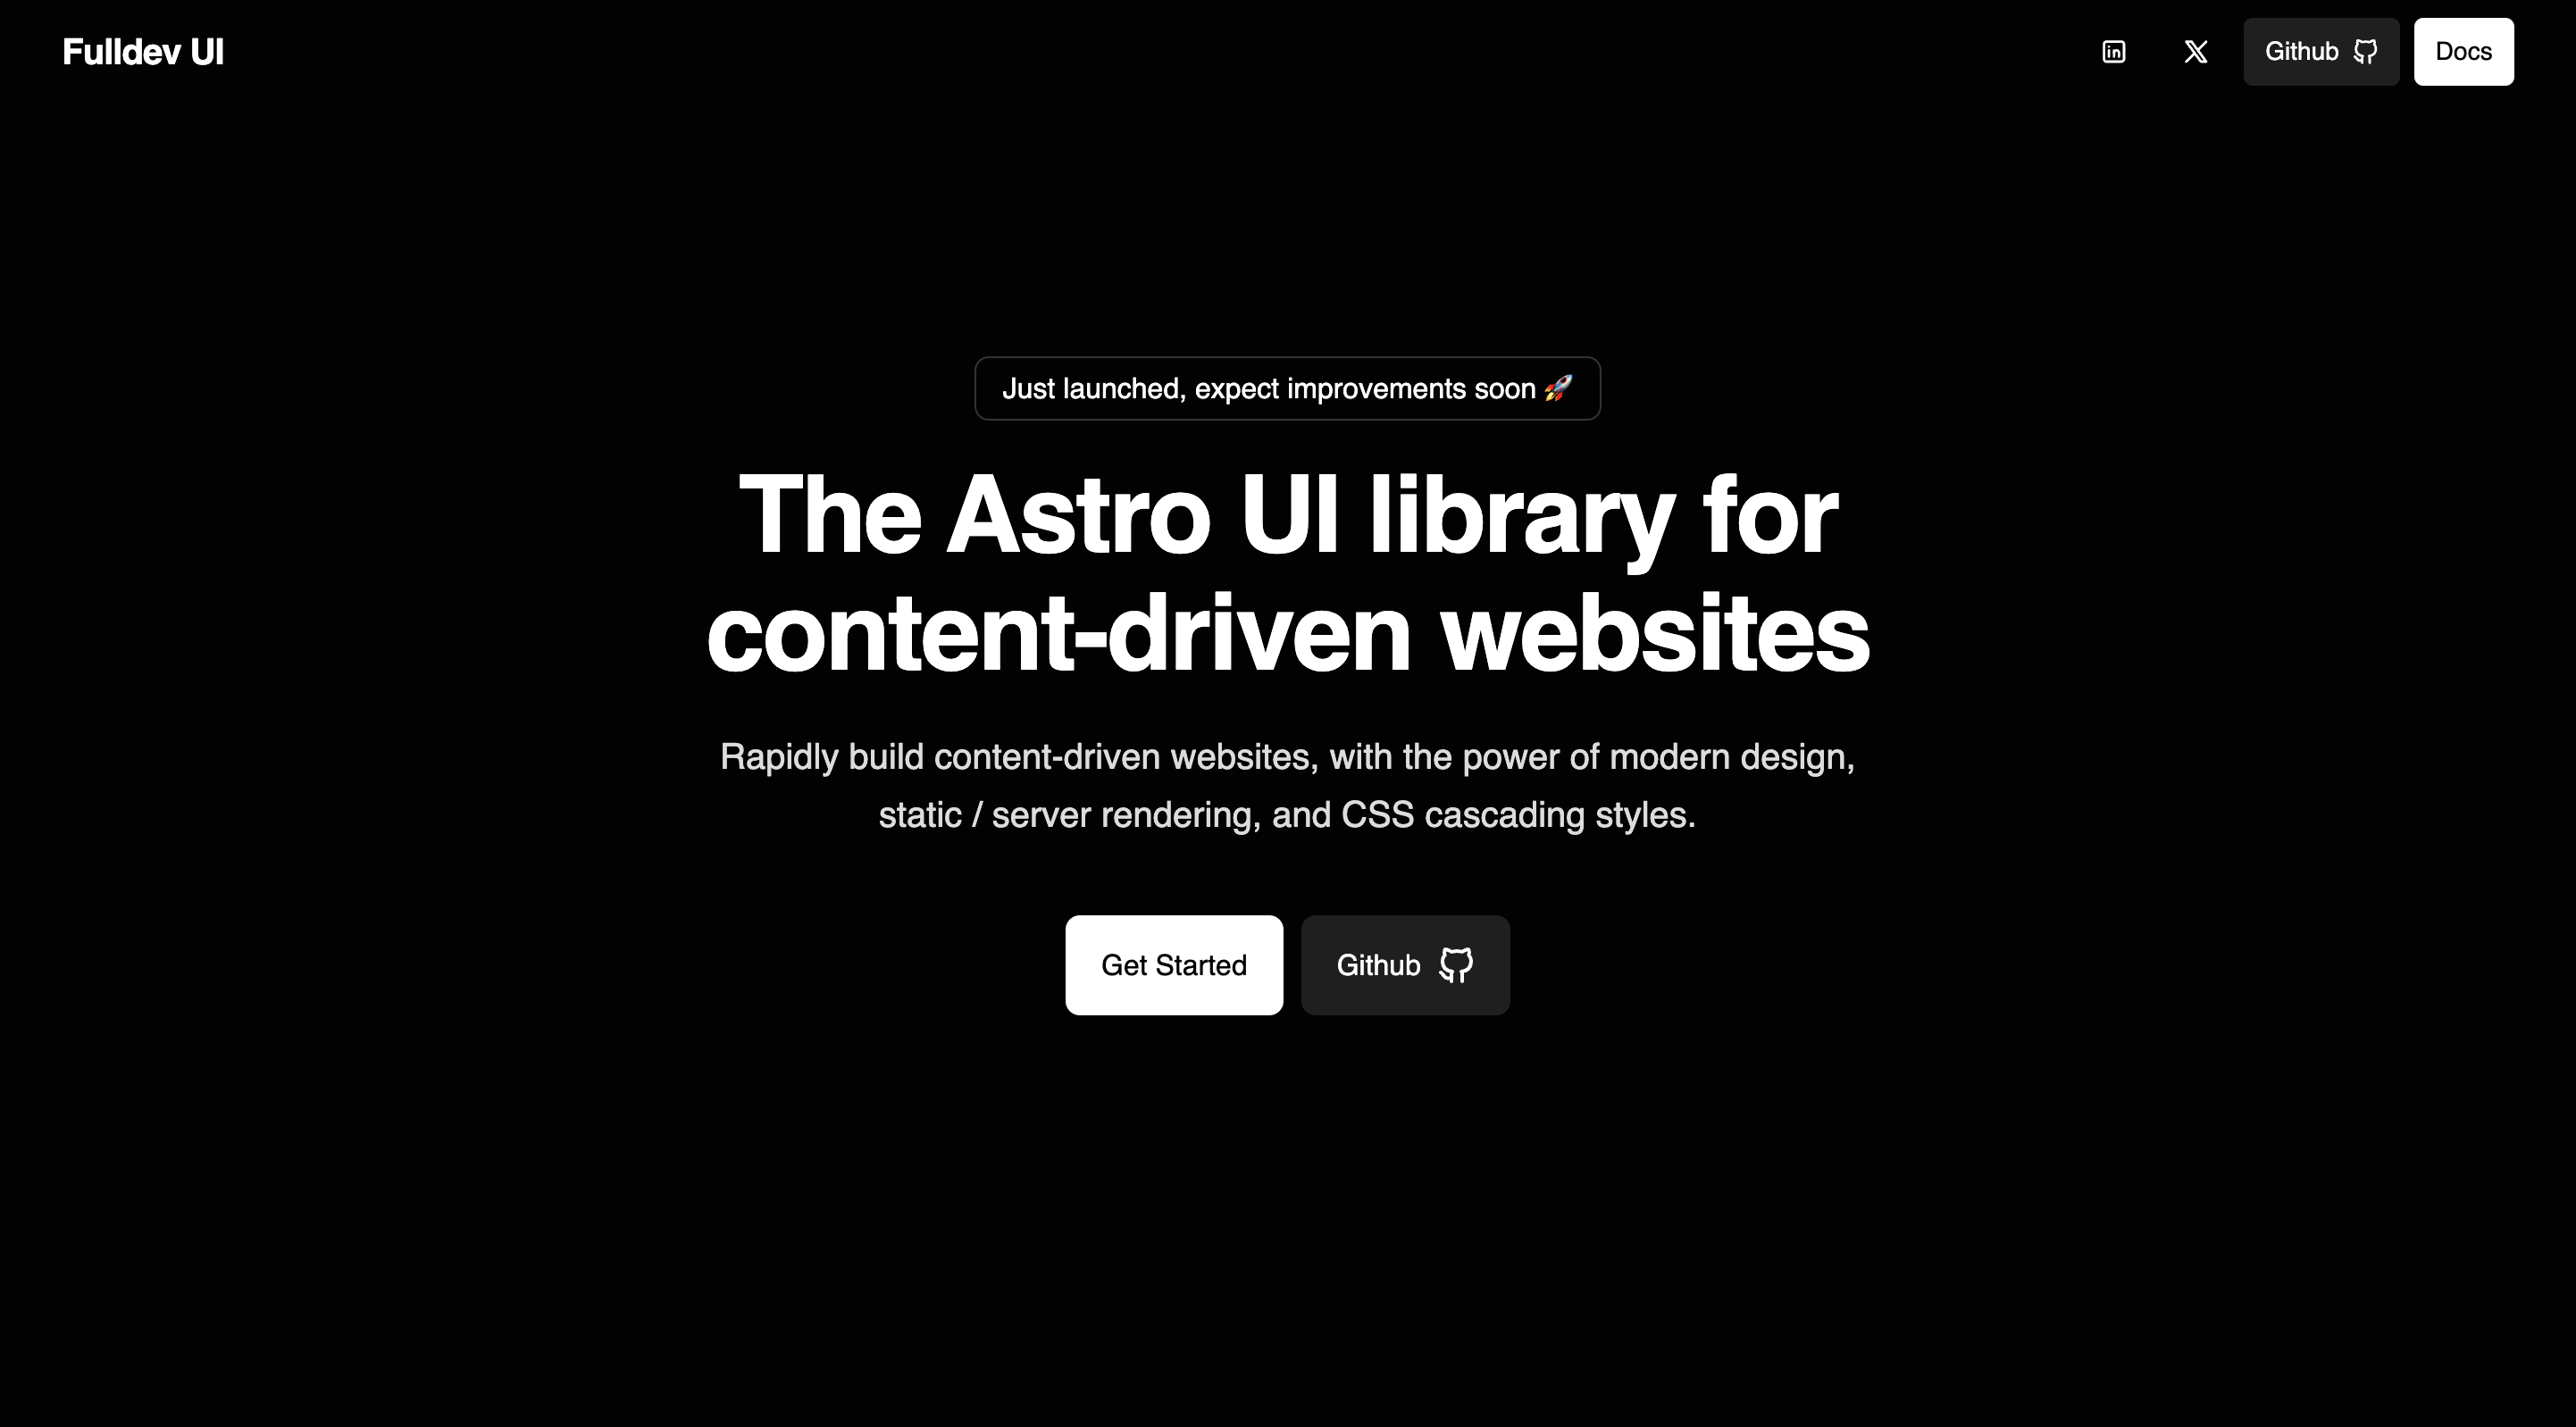 Fulldev UI
Github
Docs
Just launched, expect improvements soon 🚀
The Astro UI library for
content-driven websites
Rapidly build content-driven websites, with the power of modern design,
static / server rendering, and CSS cascading styles.
Get Started
Github